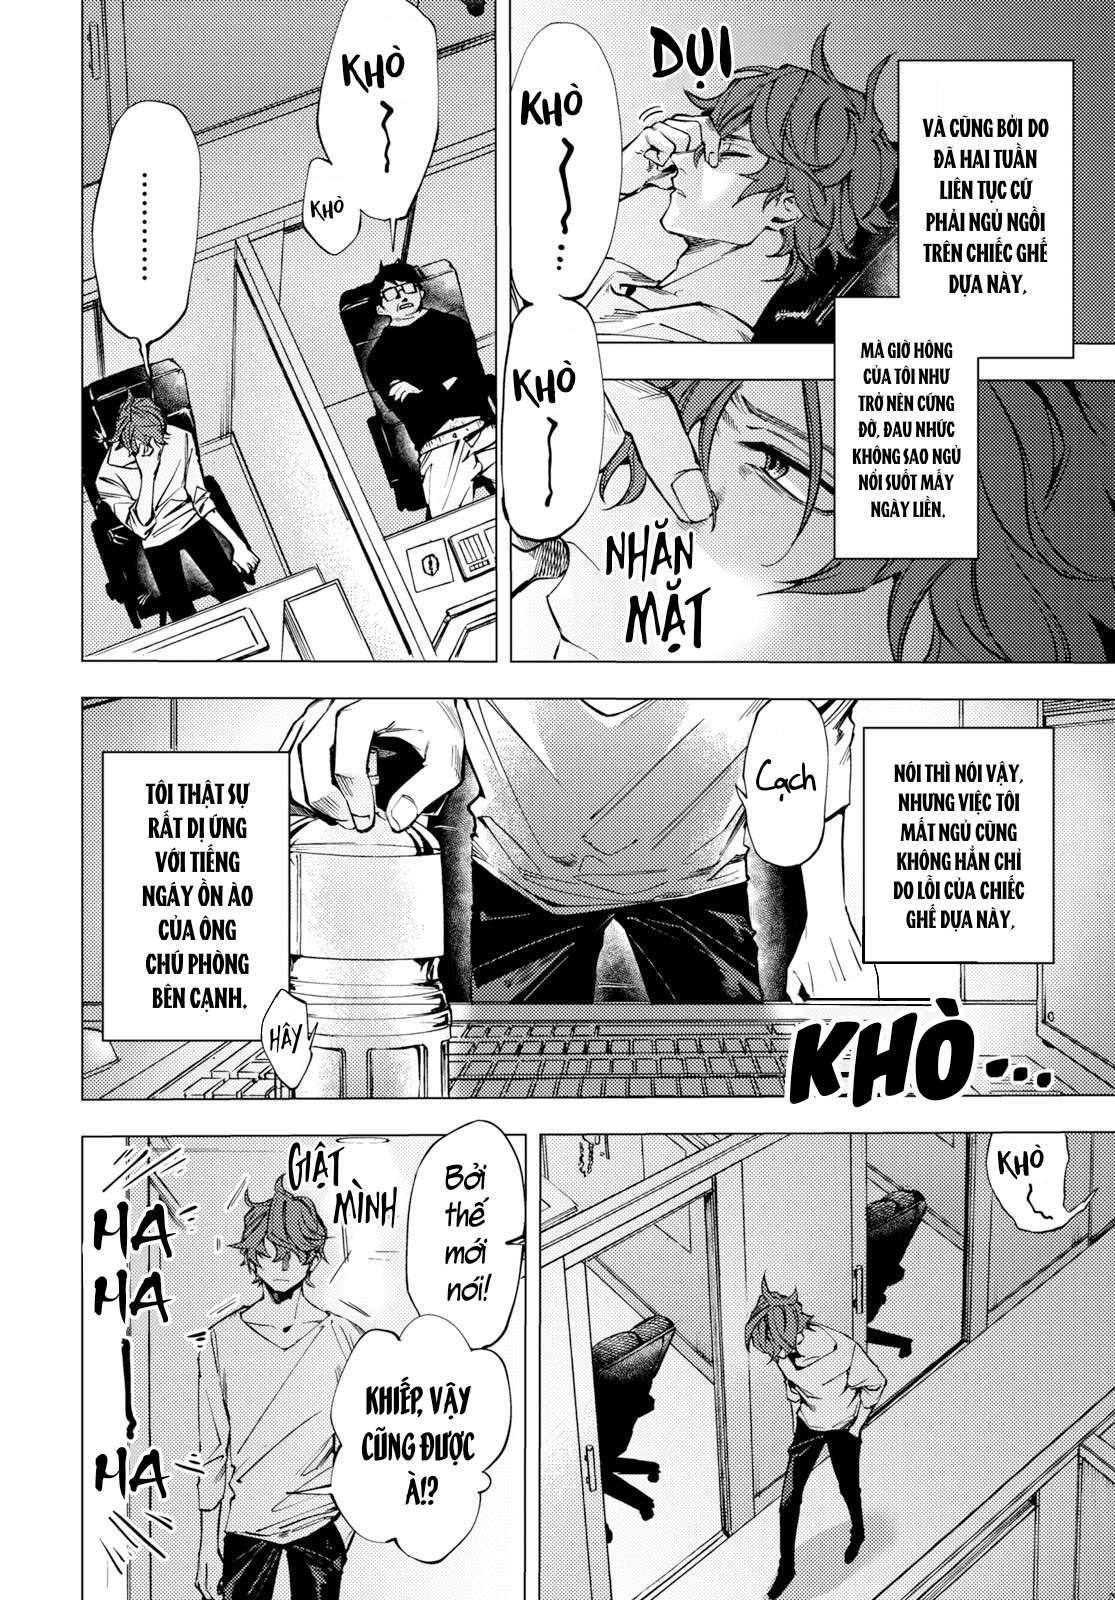 DỤI
VÀ CŨNG BỞI DO
ĐÃ HAI TUẦN
LIÊN TỤC CỨ
PHẢI NGỦ NGỒI
TRÊN CHIẾC GHẾ
DỰA NÀY,
MÀ GIỜ HÔNG
CỦA TÔI NHƯ
TRỞ NÊN CỨNG
ĐỜ, ĐAU NHỨC
KHÔNG SAO NGỦ
NỔI SUỐT MẤY
NGÀY LIỀN.
KHÒ
KHÒ
NHĂN
MẶT
KHÒ
KHÒ
.........
NÓI THÌ NÓI VẬY,
NHƯNG VIỆC TÔI
MẤT NGỦ CŨNG
KHÔNG HẲN CHỈ
DO LỖI CỦA CHIẾC
GHẾ DỰA NÀY,
Cạch
KHÒ...
TÔI THẬT SỰ
RẤT DỊ ỨNG
VỚI TIẾNG
NGÁY ỒN ÀO
CỦA ÔNG
CHÚ PHÒNG
BÊN CẠNH.
HÂY
KHÒ
Bởi
thế
mới
nói!
KHIẾP, VẬY
CŨNG ĐƯỢC
À!?
GIẬT
MÌNH
HA
HA
HA